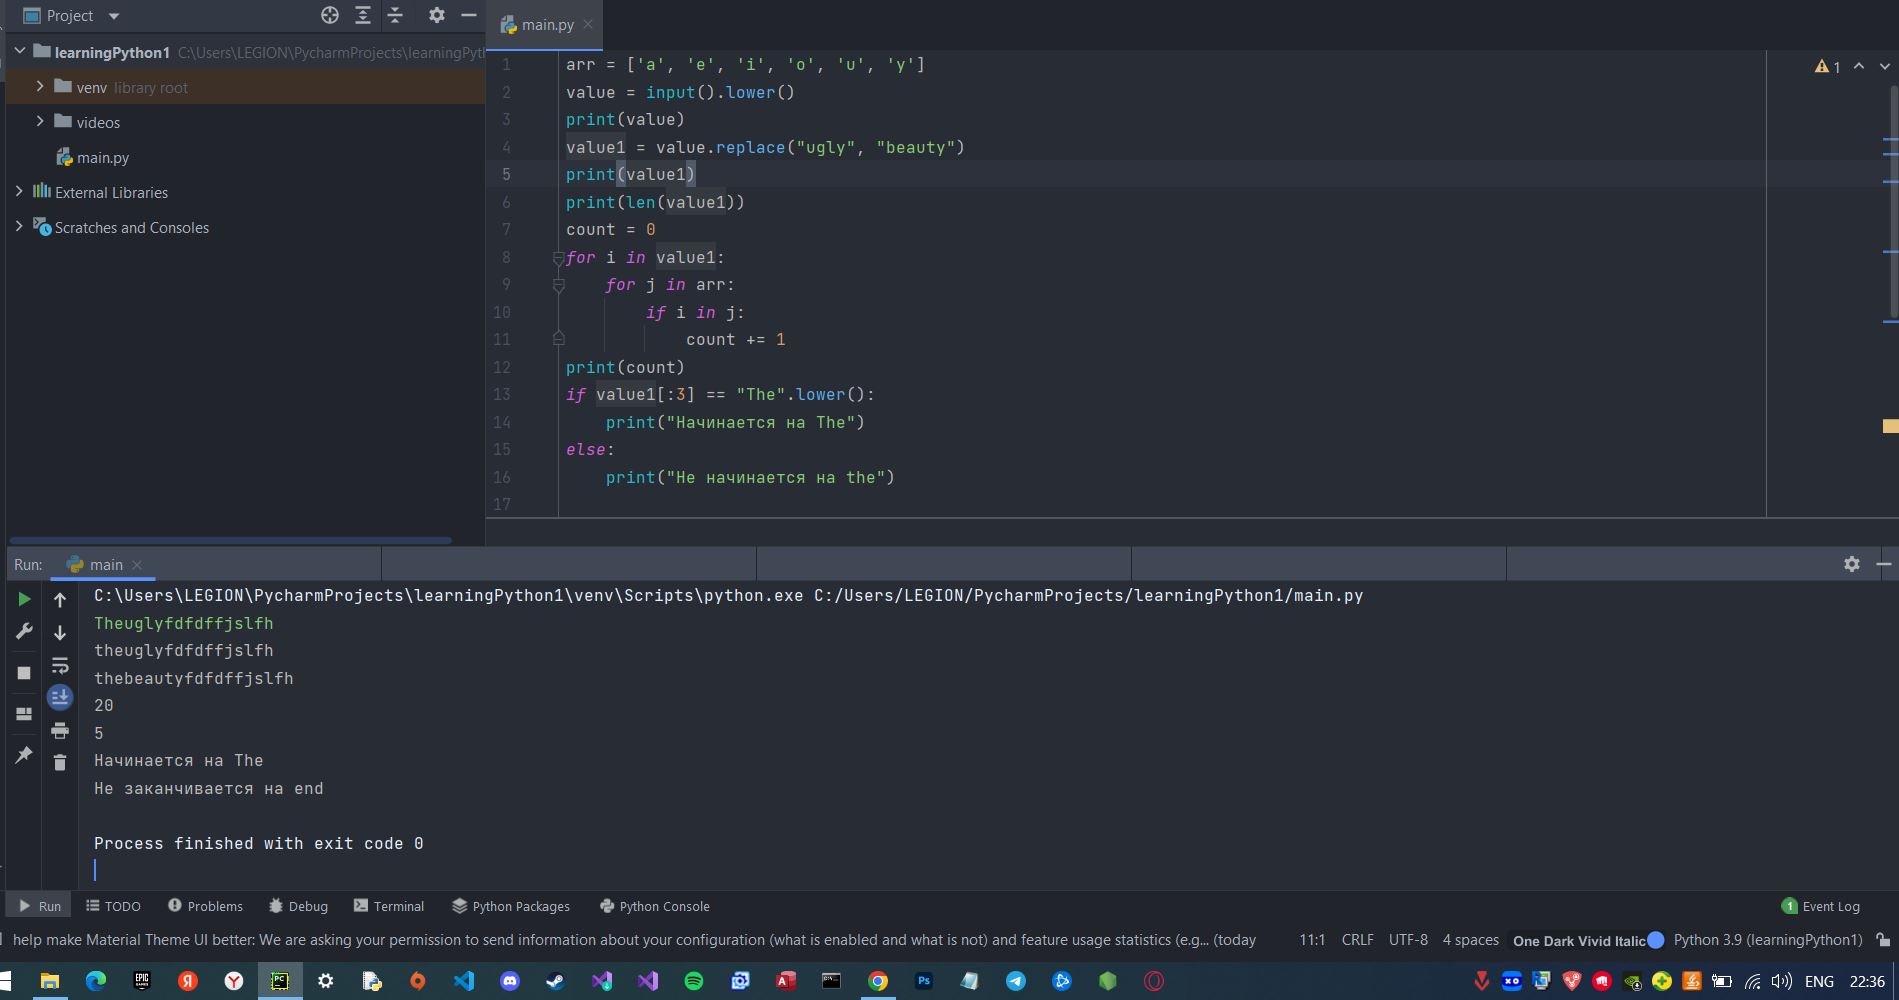 Project
main.py
learningPython1 C:\Users\LEGION\PycharmProjects\learningPyt
venv library root
videos
main.py
External Libraries
Scratches and Consoles
1 arr = ['a', 'e', 'i', 'o', 'u', 'y']
2 value = input().lower()
3 print(value)
4 value1 = value.replace("ugly", "beauty")
5 print(value1)
6 print(len(value1))
7 count = 0
8 for i in value1:
9 for j in arr:
10 if i in j:
11 count += 1
12 print(count)
13 if value1[:3] == "The".lower():
14 print("Начинается на The")
15 else:
16 print("Не начинается на the")
17
1
Run: main
C:\Users\LEGION\PycharmProjects\learningPython1\venv\Scripts\python.exe C:/Users/LEGION/PycharmProjects/learningPython1/main.py
Theuglyfdfdffjslfh
theuglyfdfdffjslfh
thebeautyfdfdffjslfh
20
5
Начинается на The
Не заканчивается на end
Process finished with exit code 0
Run TODO Problems Debug Terminal Python Packages Python Console 1 Event Log
help make Material Theme UI better: We are asking your permission to send information about your configuration (what is enabled and what is not) and feature usage statistics (e.g... (today 11:1 CRLF UTF-8 4 spaces One Dark Vivid Italic Python 3.9 (learningPython1)
EPIC GAMES Я Y PC A Ps ENG 22:36